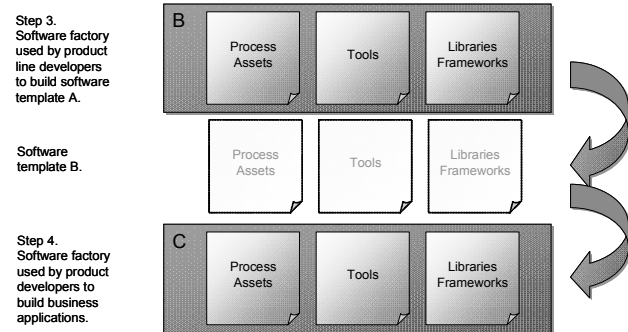 Step 3.
Software factory
used by product
line developers
to build software
template A.
B
Process
Assets
Tools
Libraries
Frameworks
Software
template B.
Process
Assets
Tools
Libraries
Frameworks
Step 4.
Software factory
used by product
developers to
build business
applications.
C
Process
Assets
Tools
Libraries
Frameworks